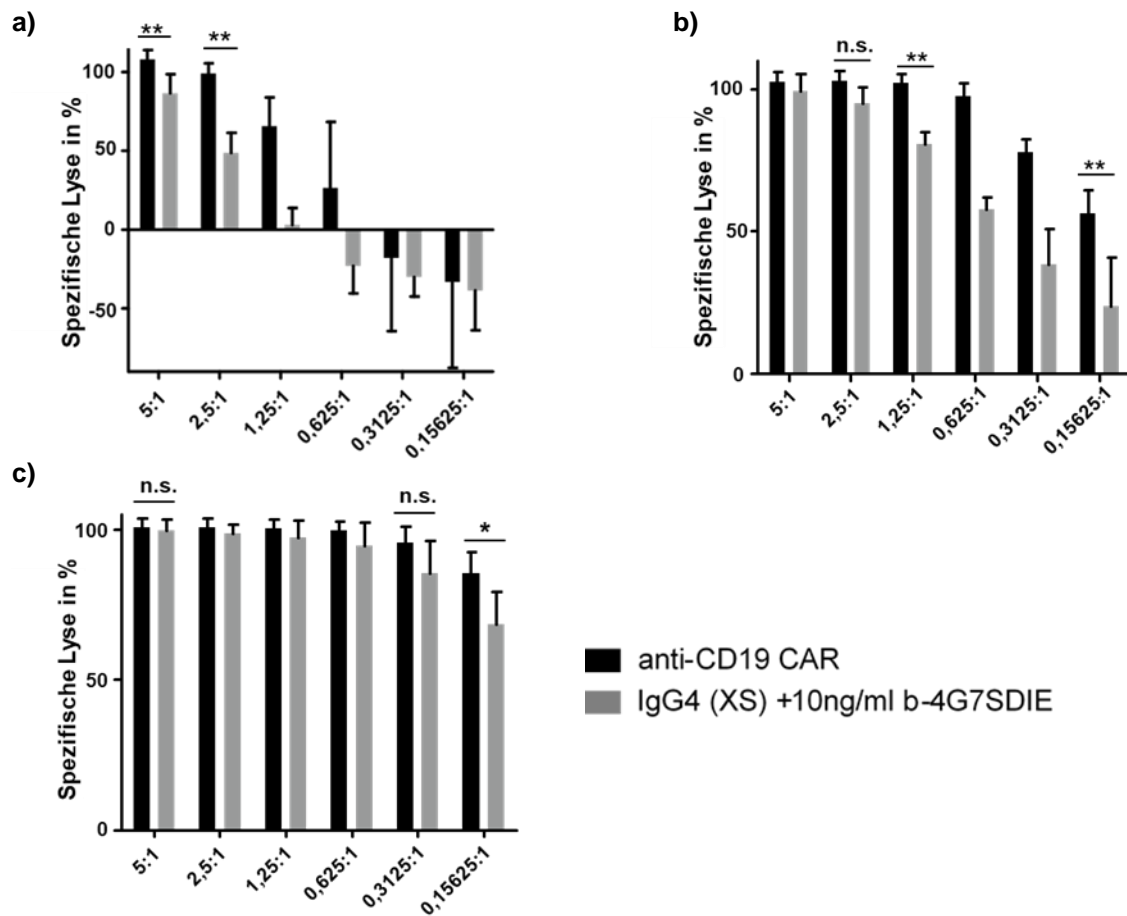 a)
** **
Spezifische Lyse in %
100
50
0
-50
5:1 2,5:1 1,25:1 0,625:1 0,3125:1 0,15625:1
b)
n.s. ** **
Spezifische Lyse in %
100
50
0
5:1 2,5:1 1,25:1 0,625:1 0,3125:1 0,15625:1
c)
n.s. n.s. *
Spezifische Lyse in %
100
50
0
5:1 2,5:1 1,25:1 0,625:1 0,3125:1 0,15625:1
anti-CD19 CAR
IgG4 (XS) +10ng/ml b-4G7SDIE